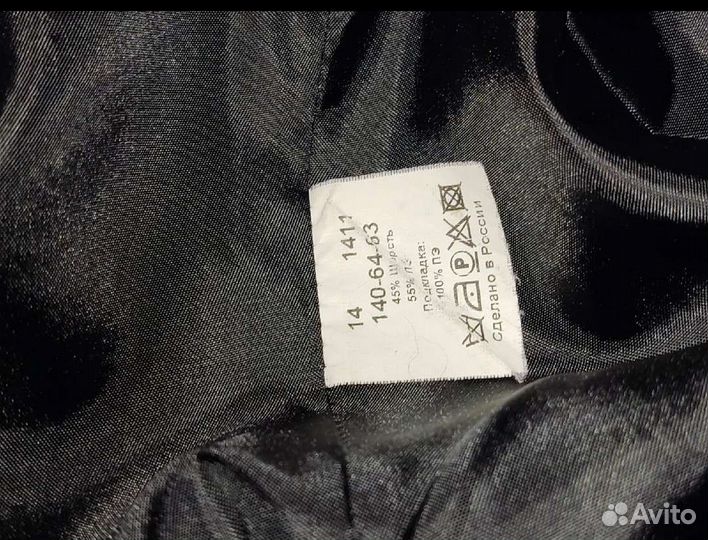 14 1411
140-64-63
45% Шерсть
55% ПЭ
Подкладка:
100% ПЭ
P
Сделано в России
Avito